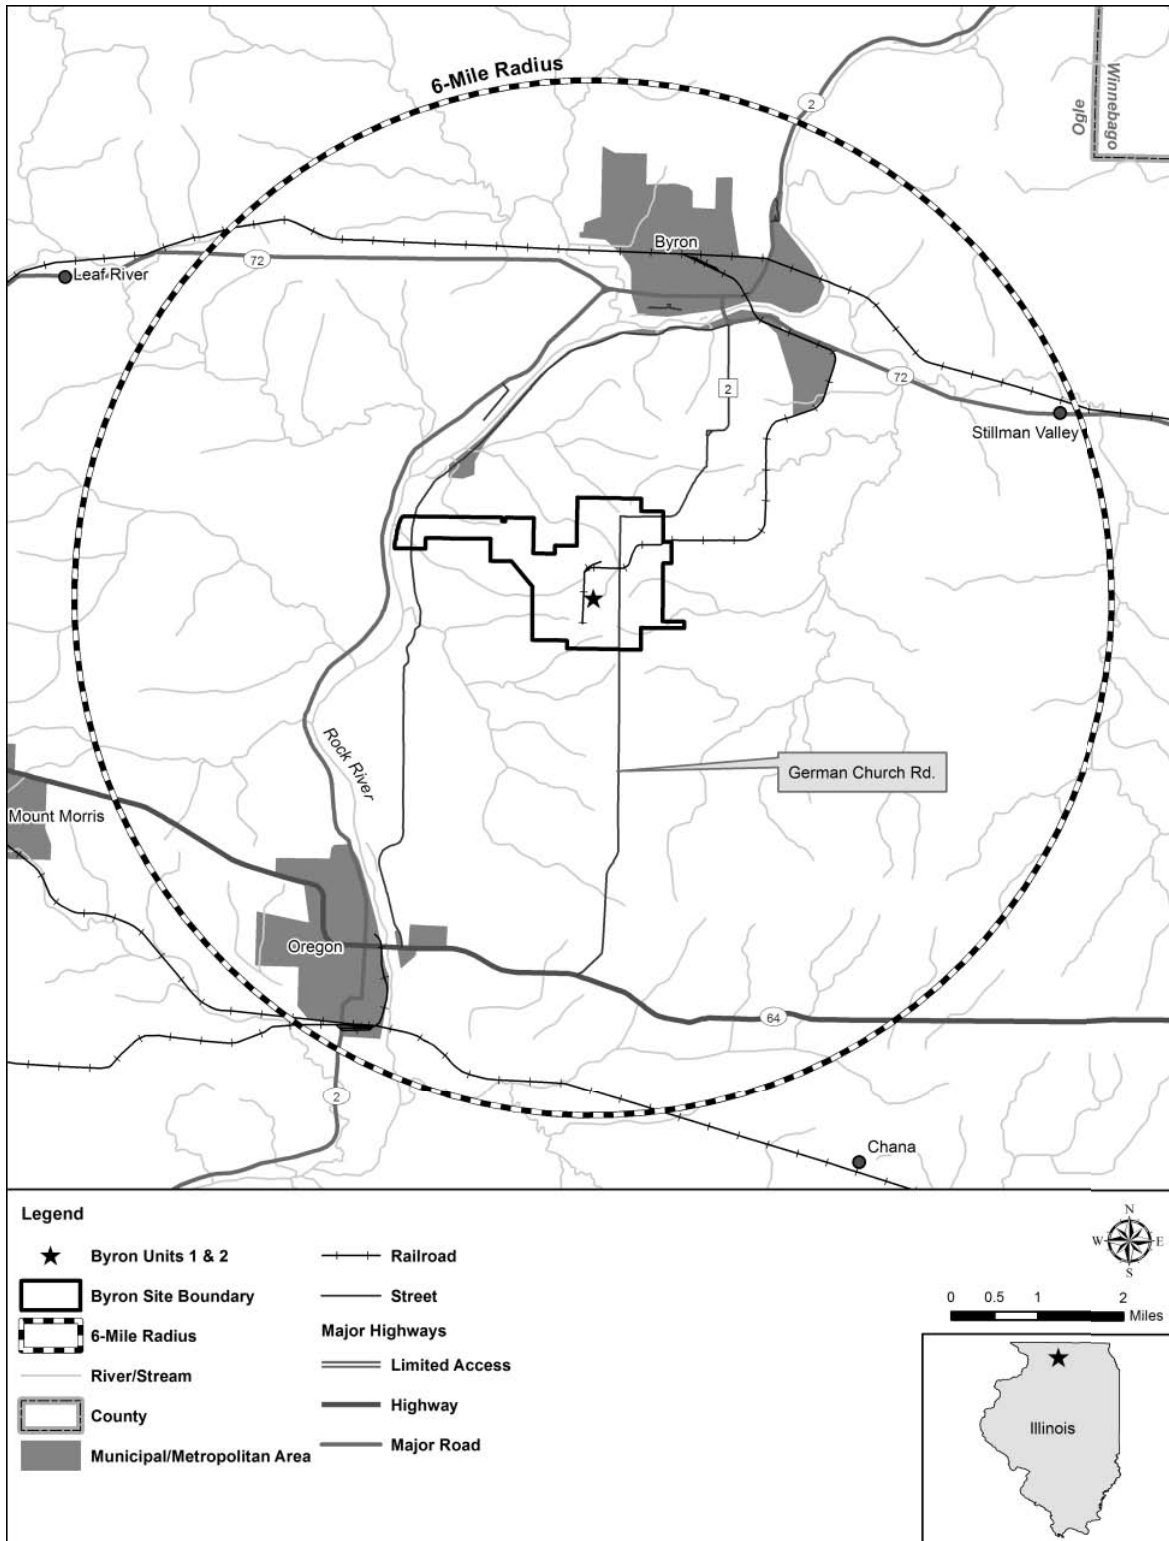 6-Mile Radius
2
Ogle
Winnebago
Byron
72
Leaf River
2
72
Stillman Valley
Rock River
German Church Rd.
Mount Morris
Oregon
64
2
Chana
Legend
Byron Units 1 & 2
Byron Site Boundary
6-Mile Radius
River/Stream
County
Municipal/Metropolitan Area
Railroad
Street
Major Highways
Limited Access
Highway
Major Road
N
W E
S
0 0.5 1 2
Miles
Illinois